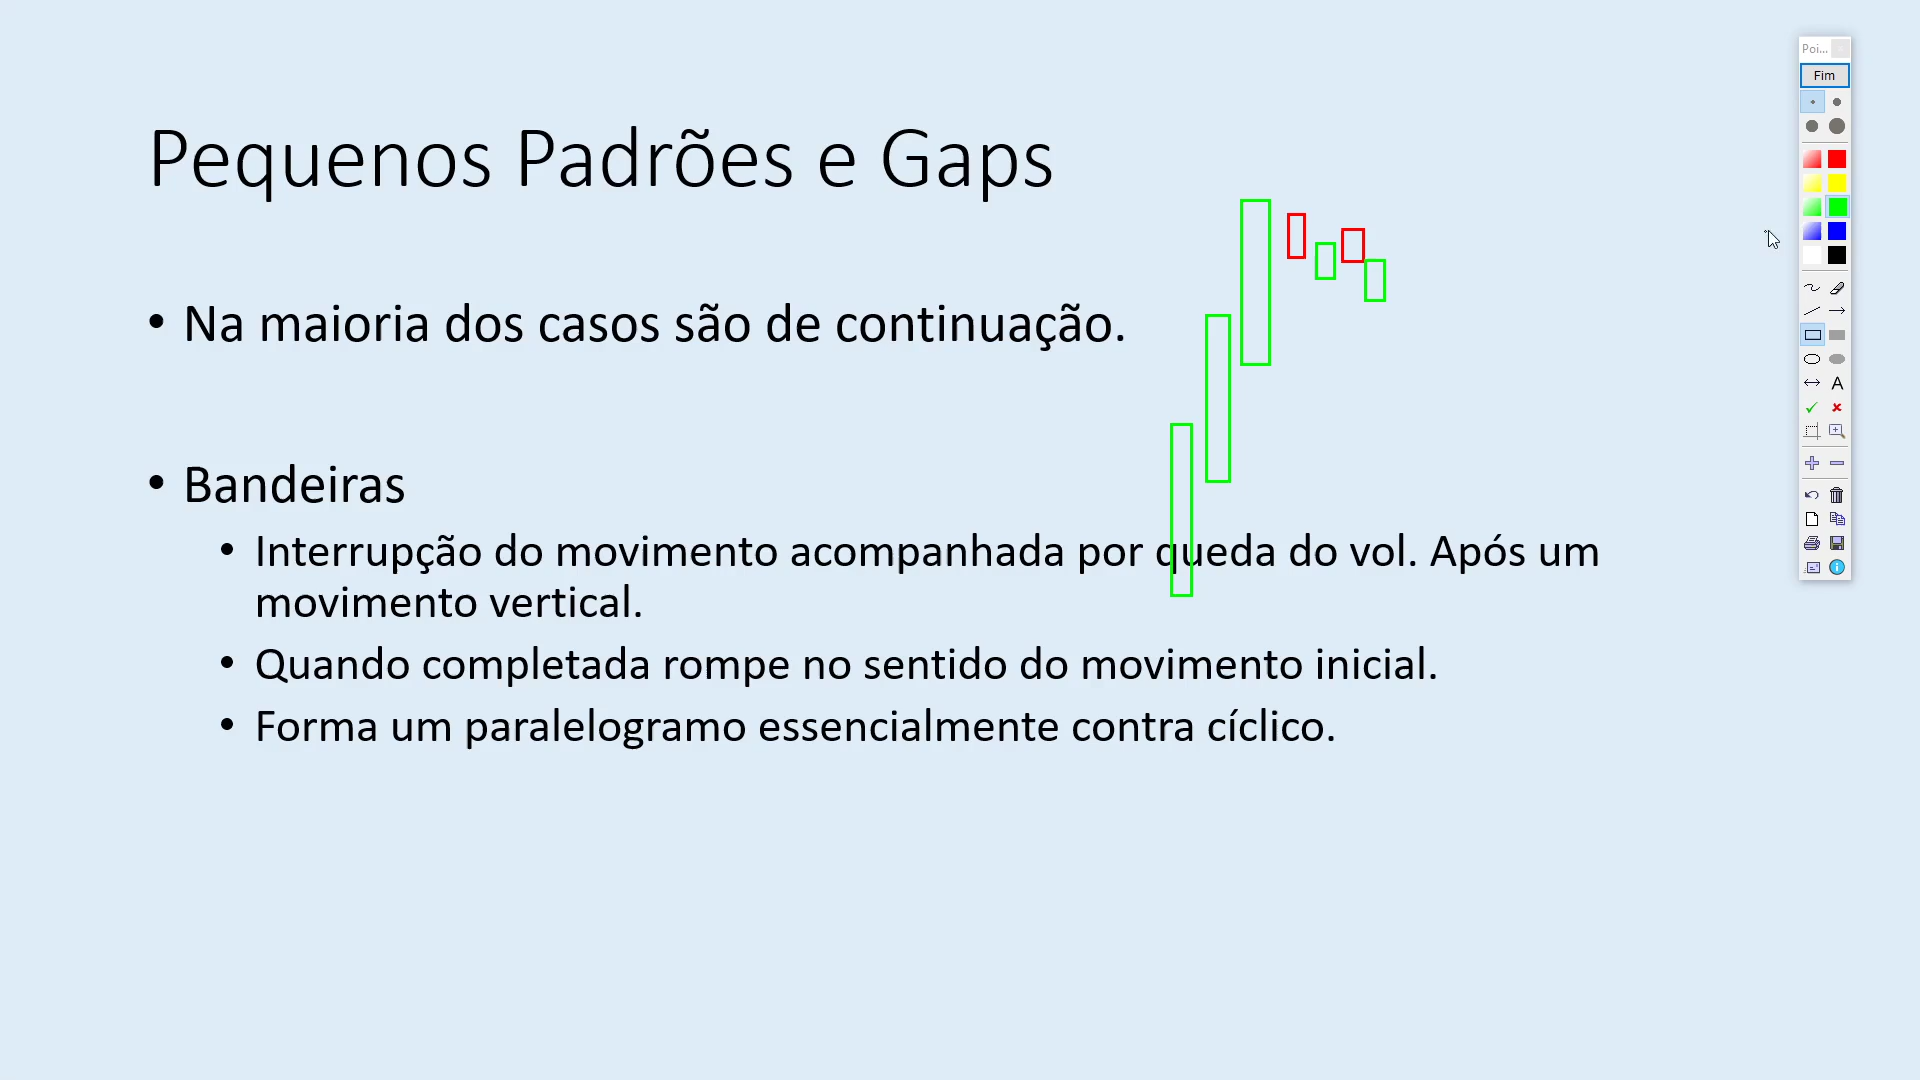 Pequenos Padrões e Gaps
• Na maioria dos casos são de continuação.
• Bandeiras
• Interrupção do movimento acompanhada por queda do vol. Após um
movimento vertical.
• Quando completada rompe no sentido do movimento inicial.
• Forma um paralelogramo essencialmente contra cíclico.
Poi...
Fim
A